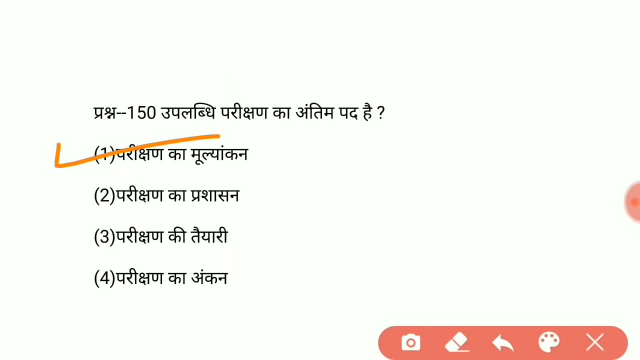 प्रश्न--150 उपलब्धि परीक्षण का अंतिम पद है ?
(1)परीक्षण का मूल्यांकन
(2)परीक्षण का प्रशासन
(3)परीक्षण की तैयारी
(4)परीक्षण का अंकन